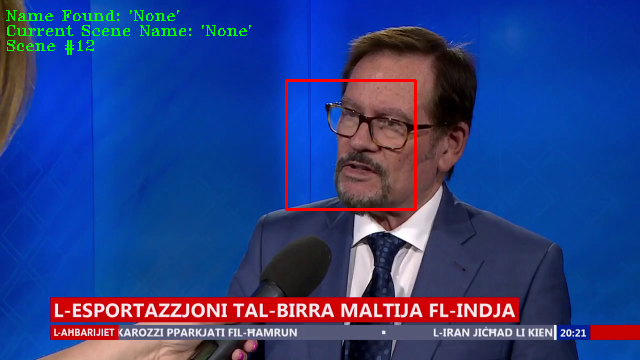 Name Found: 'None'
Current Scene Name: 'None'
Scene #12
L-ESPORTAZZJONI TAL-BIRRA MALTIJA FL-INDJA
L-AĦBARIJIET KAROZZI PPARKJATI FIL-ĦAMRUN • L-IRAN JIĊĦAD LI KIEN 20:21